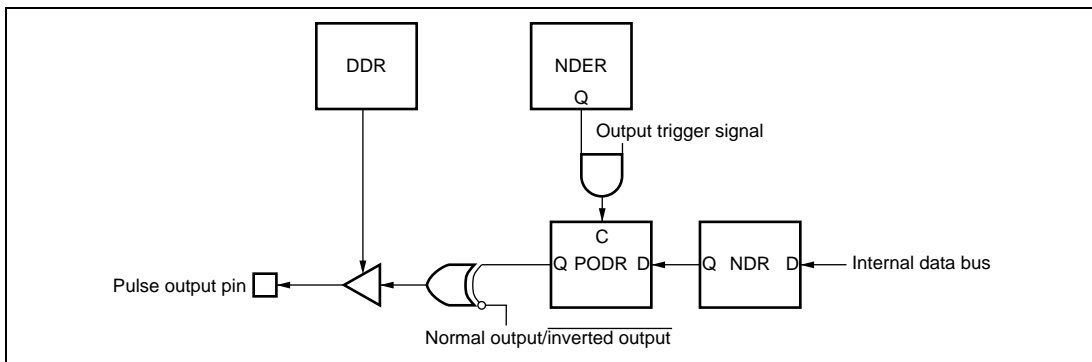 DDR
NDER
Q
Output trigger signal
C
Q PODR D
Q NDR D
Internal data bus
Pulse output pin
Normal output/inverted output